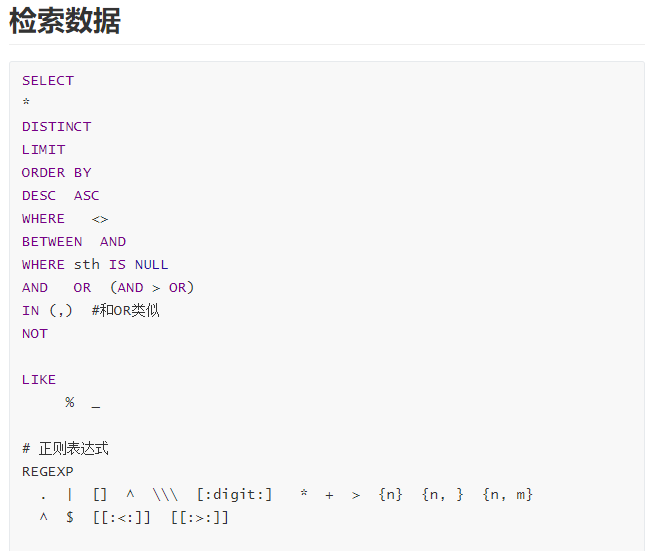 检索数据
SELECT
*
DISTINCT
LIMIT
ORDER BY
DESC  ASC
WHERE   <>
BETWEEN  AND
WHERE sth IS NULL
AND   OR  (AND > OR)
IN (,)  #和OR类似
NOT
LIKE
%  _
# 正则表达式
REGEXP
.  |  []  ^  \\\  [:digit:]   *  +  >  {n}  {n, }  {n, m}
^  $  [[:<:]]  [[:>:]]